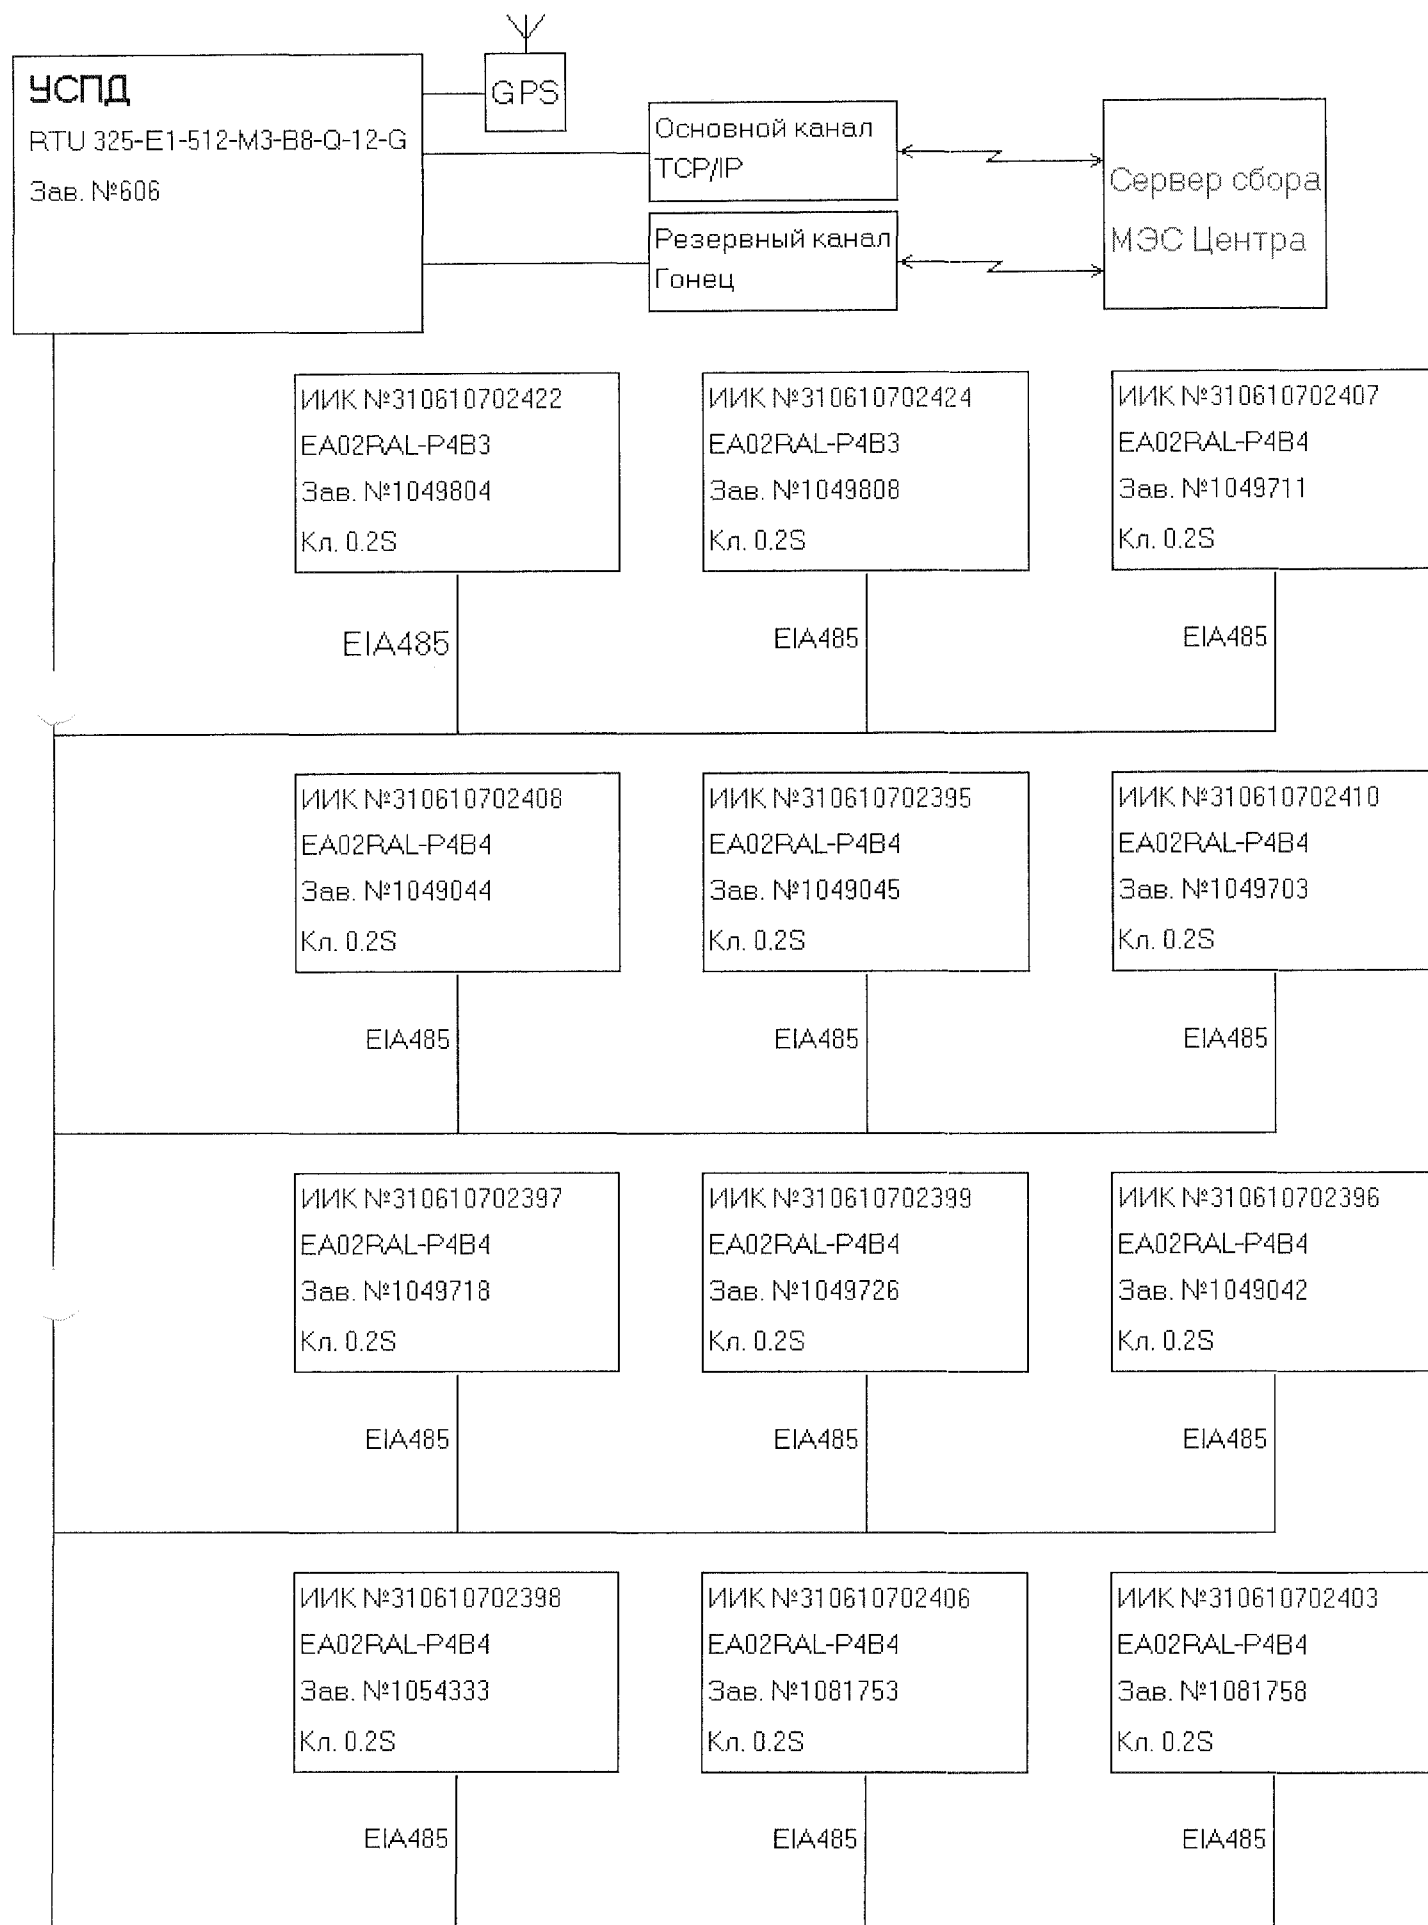 УСПД
RTU 325-E1-512-M3-B8-Q-12-G
Зав. №606
GPS
Основной канал
TCP/IP
Резервный канал
Гонец
Сервер сбора
МЭС Центра
ИИК №310610702422
EA02RAL-P4B3
Зав. №1049804
Кл. 0.2S
EIA485
ИИК №310610702424
EA02RAL-P4B3
Зав. №1049808
Кл. 0.2S
EIA485
ИИК №310610702407
EA02RAL-P4B4
Зав. №1049711
Кл. 0.2S
EIA485
ИИК №310610702408
EA02RAL-P4B4
Зав. №1049044
Кл. 0.2S
EIA485
ИИК №310610702395
EA02RAL-P4B4
Зав. №1049045
Кл. 0.2S
EIA485
ИИК №310610702410
EA02RAL-P4B4
Зав. №1049703
Кл. 0.2S
EIA485
ИИК №310610702397
EA02RAL-P4B4
Зав. №1049718
Кл. 0.2S
EIA485
ИИК №310610702399
EA02RAL-P4B4
Зав. №1049726
Кл. 0.2S
EIA485
ИИК №310610702396
EA02RAL-P4B4
Зав. №1049042
Кл. 0.2S
EIA485
ИИК №310610702398
EA02RAL-P4B4
Зав. №1054333
Кл. 0.2S
EIA485
ИИК №310610702406
EA02RAL-P4B4
Зав. №1081753
Кл. 0.2S
EIA485
ИИК №310610702403
EA02RAL-P4B4
Зав. №1081758
Кл. 0.2S
EIA485